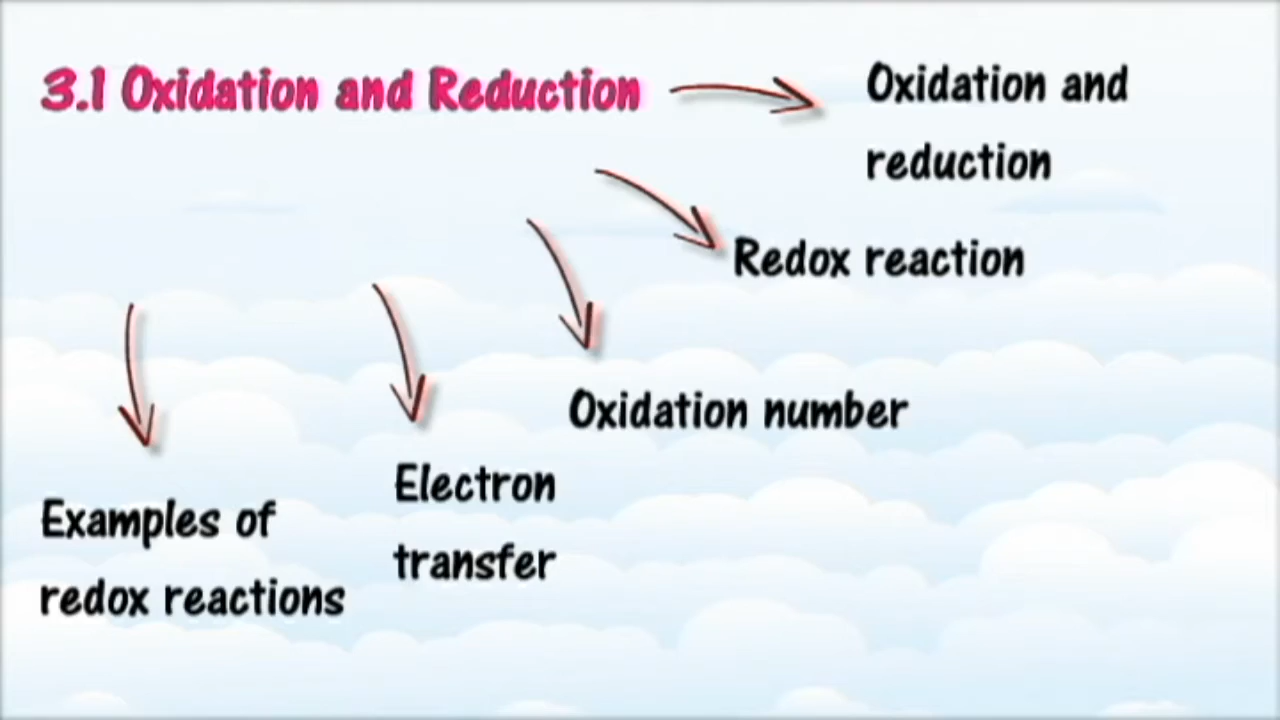 3.1 Oxidation and Reduction
Oxidation and
reduction
Redox reaction
Oxidation number
Electron
transfer
Examples of
redox reactions